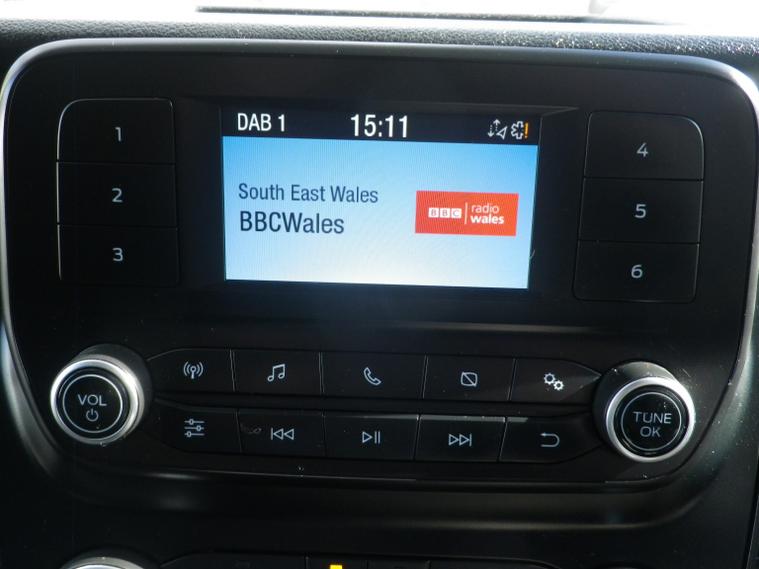 DAB 1 15:11
South East Wales
BBCWales
BBC radio
wales
1
2
3
4
5
6
VOL
TUNE
OK